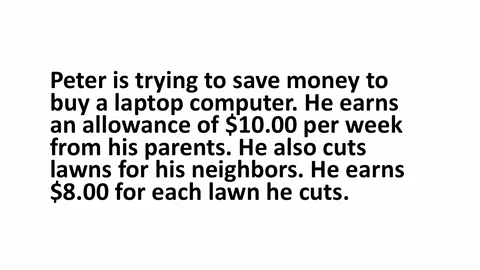 Peter is trying to save money to
buy a laptop computer. He earns
an allowance of $10.00 per week
from his parents. He also cuts
lawns for his neighbors. He earns
$8.00 for each lawn he cuts.